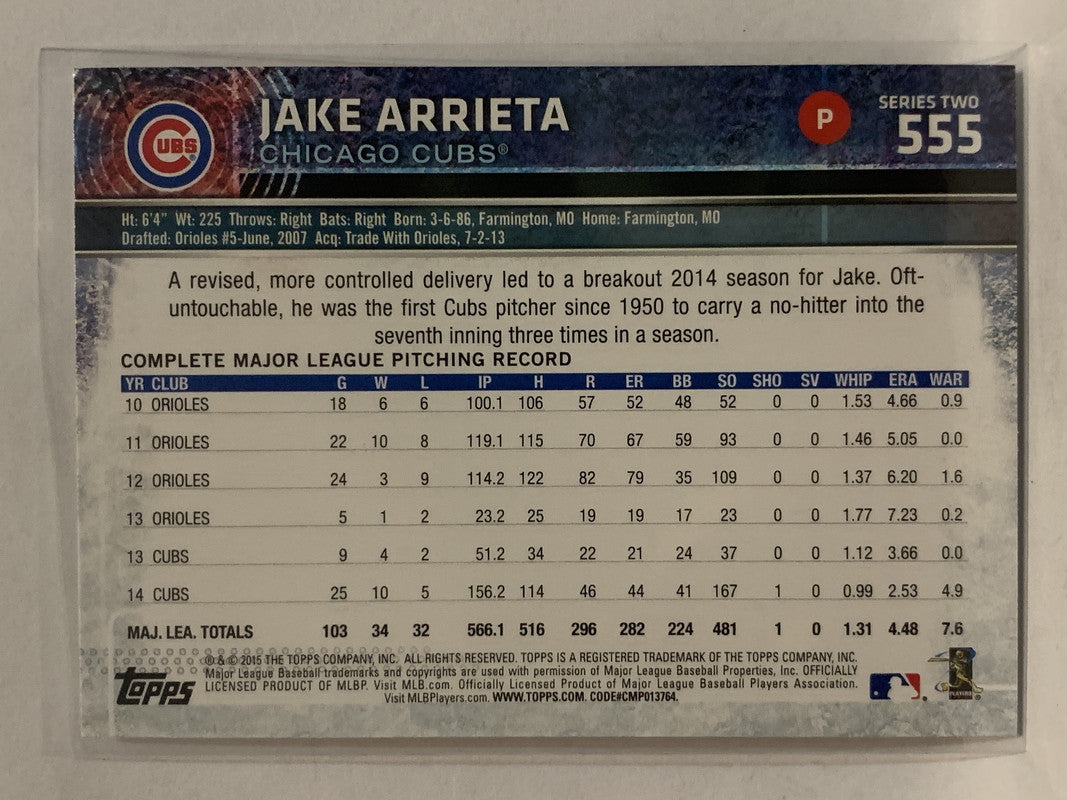 CUBS
JAKE ARRIETA
CHICAGO CUBS®
P
SERIES TWO
555
Ht: 6'4" Wt: 225 Throws: Right Bats: Right Born: 3-6-86, Farmington, MO Home: Farmington, MO
Drafted: Orioles #5-June, 2007 Acq: Trade With Orioles, 7-2-13
A revised, more controlled delivery led to a breakout 2014 season for Jake. Oft-
untouchable, he was the first Cubs pitcher since 1950 to carry a no-hitter into the
seventh inning three times in a season.
COMPLETE MAJOR LEAGUE PITCHING RECORD
YR CLUB G W L IP H R ER BB SO SHO SV WHIP ERA WAR
10 ORIOLES 18 6 6 100.1 106 57 52 48 52 0 0 1.53 4.66 0.9
11 ORIOLES 22 10 8 119.1 115 70 67 59 93 0 0 1.46 5.05 0.0
12 ORIOLES 24 3 9 114.2 122 82 79 35 109 0 0 1.37 6.20 1.6
13 ORIOLES 5 1 2 23.2 25 19 19 17 23 0 0 1.77 7.23 0.2
13 CUBS 9 4 2 51.2 34 22 21 24 37 0 0 1.12 3.66 0.0
14 CUBS 25 10 5 156.2 114 46 44 41 167 1 0 0.99 2.53 4.9
MAJ. LEA. TOTALS 103 34 32 566.1 516 296 282 224 481 1 0 1.31 4.48 7.6
® & © 2015 THE TOPPS COMPANY, INC. ALL RIGHTS RESERVED. TOPPS IS A REGISTERED TRADEMARK OF THE TOPPS COMPANY, INC.
Major League Baseball trademarks and copyrights are used with permission of Major League Baseball Properties, Inc. OFFICIALLY
LICENSED PRODUCT OF MLBP. Visit MLB.com. Officially Licensed Product of Major League Baseball Players Association.
Visit MLBPlayers.com. WWW.TOPPS.COM. CODE#CMP013764.
Topps
PLAYERS